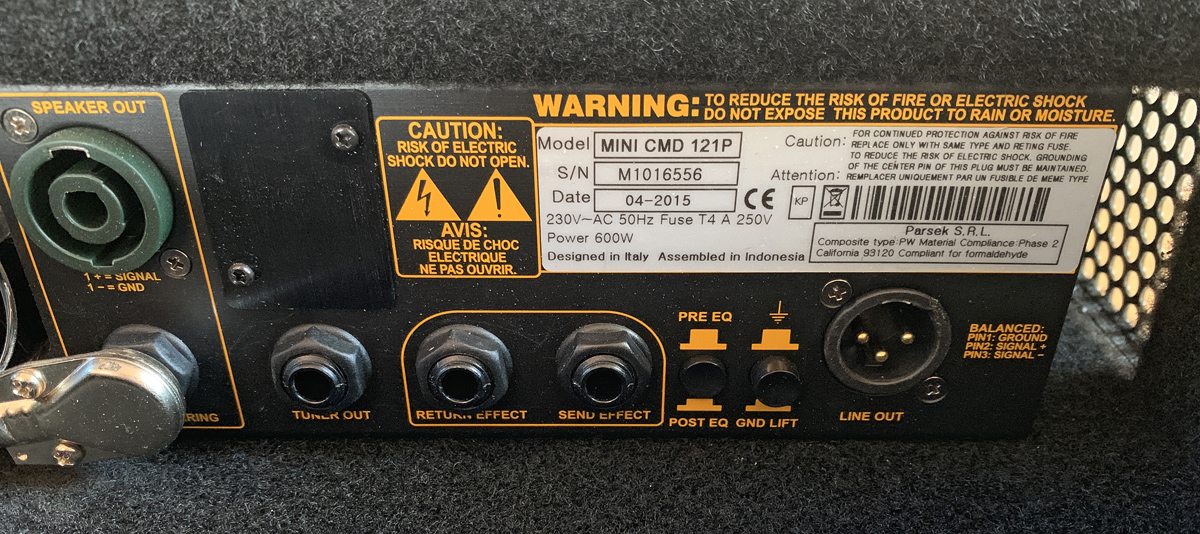 SPEAKER OUT
1 + = SIGNAL
1 – = GND
CAUTION:
RISK OF ELECTRIC
SHOCK DO NOT OPEN.
AVIS:
RISQUE DE CHOC
ELECTRIQUE
NE PAS OUVRIR.
WARNING: TO REDUCE THE RISK OF FIRE OR ELECTRIC SHOCK
DO NOT EXPOSE THIS PRODUCT TO RAIN OR MOISTURE.
Model MINI CMD 121P
S/N M1016556
Date 04-2015 CE
230V~AC 50Hz Fuse T4 A 250V
Power 600W
Designed in Italy Assembled in Indonesia
Caution: FOR CONTINUED PROTECTION AGAINST RISK OF FIRE
REPLACE ONLY WITH SAME TYPE AND RETING FUSE.
TO REDUCE THE RISK OF ELECTRIC SHOCK, GROUNDING
OF THE CENTER PIN OF THIS PLUG MUST BE MAINTAINED.
Attention: REMPLACER UNIQUEMENT PAR UN FUSIBLE DE MEME TYPE
KP
Parsek S.R.L.
Composite type:PW Material Compliance:Phase 2
California 93120 Compliant for formaldehyde
TUNER OUT
RETURN EFFECT
SEND EFFECT
PRE EQ
POST EQ
GND LIFT
LINE OUT
BALANCED:
PIN1: GROUND
PIN2: SIGNAL +
PIN3: SIGNAL –